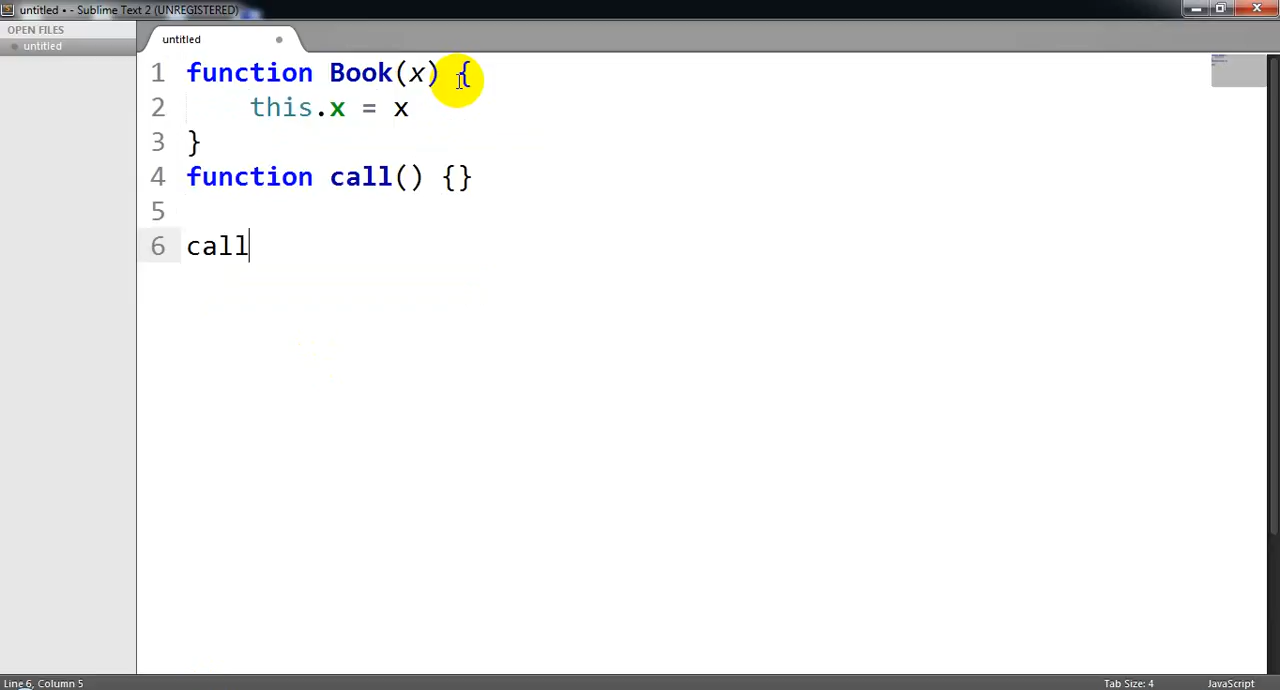 untitled • - Sublime Text 2 (UNREGISTERED)
OPEN FILES
untitled
untitled
1 function Book(x) {
2 this.x = x
3 }
4 function call() {}
5
6 call
Line 6, Column 5
Tab Size: 4
JavaScript